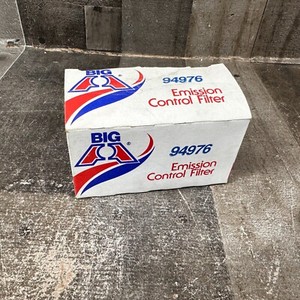 BIG
A
®
94976
Emission
Control Filter
BIG
A
®
94976
Emission
Control Filter